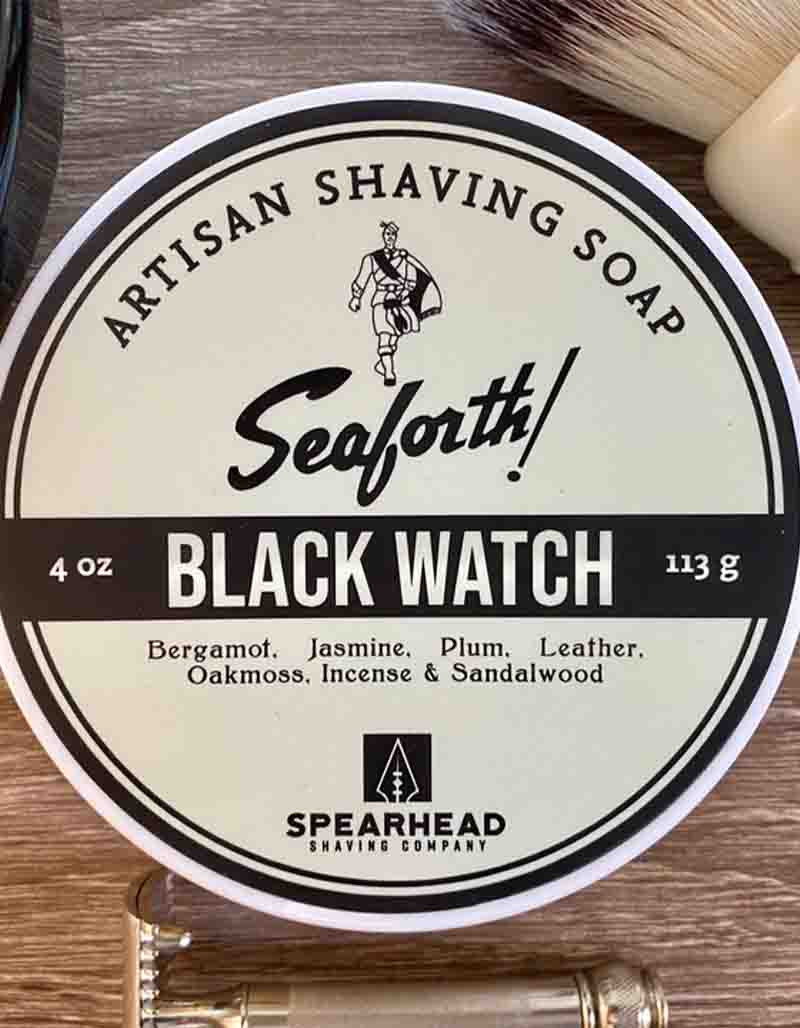 ARTISAN SHAVING SOAP
Seaforth!
4 oz BLACK WATCH 113 g
Bergamot, Jasmine, Plum, Leather,
Oakmoss, Incense & Sandalwood
SPEARHEAD
SHAVING COMPANY